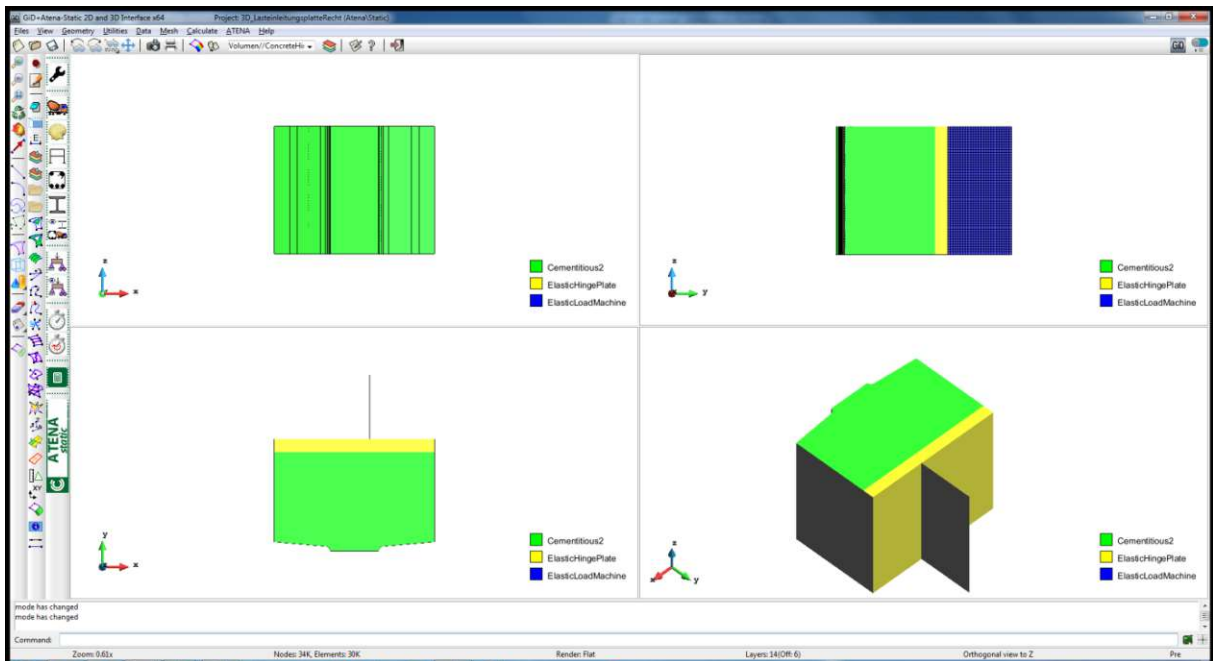 GiD+Atena-Static 2D and 3D Interface x64 Project: 3D_LasteinleitungsplatteRecht (Atena\Static)
Files View Geometry Utilities Data Mesh Calculate ATENA Help
Volumen//ConcreteHi
GiD
z
x
Cementitious2
ElasticHingePlate
ElasticLoadMachine
z
y
Cementitious2
ElasticHingePlate
ElasticLoadMachine
y
x
Cementitious2
ElasticHingePlate
ElasticLoadMachine
z
x
y
Cementitious2
ElasticHingePlate
ElasticLoadMachine
ATENA
static
XY
mode has changed
mode has changed
Command:
Zoom: 0.61x Nodes: 34K, Elements: 30K Render: Flat Layers: 14(Off: 6) Orthogonal view to Z Pre